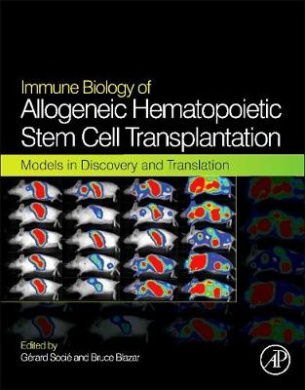 Immune Biology of
Allogeneic Hematopoietic
Stem Cell Transplantation
Models in Discovery and Translation
Edited by
Gérard Socié and Bruce Blazar
AP